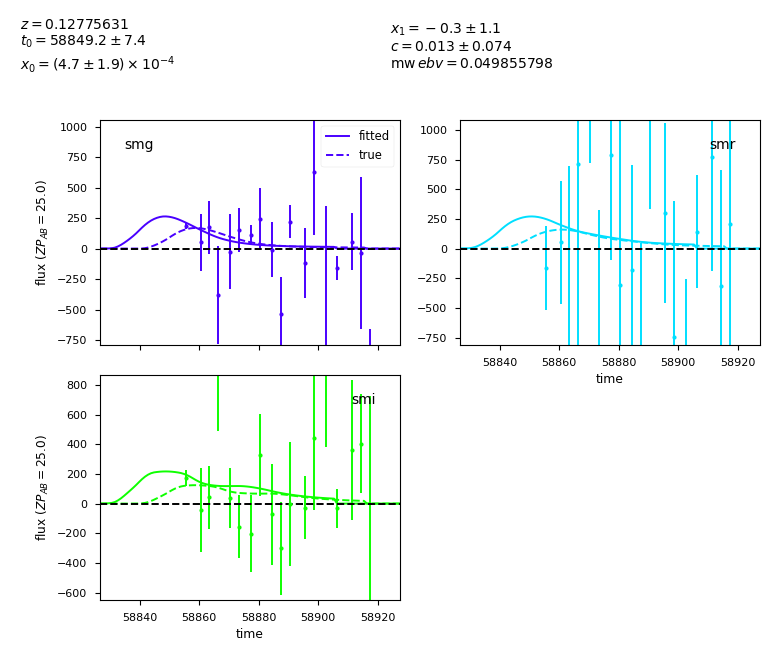 z = 0.12775631
t₀ = 58849.2 ± 7.4
x₀ = (4.7 ± 1.9) × 10⁻⁴
x₁ = −0.3 ± 1.1
c = 0.013 ± 0.074
mw ebv = 0.049855798
smg
fitted
true
1000
750
500
250
0
−250
−500
−750
flux (ZP_AB = 25.0)
smr
1000
750
500
250
0
−250
−500
−750
58840 58860 58880 58900 58920
time
smi
800
600
400
200
0
−200
−400
−600
flux (ZP_AB = 25.0)
58840 58860 58880 58900 58920
time